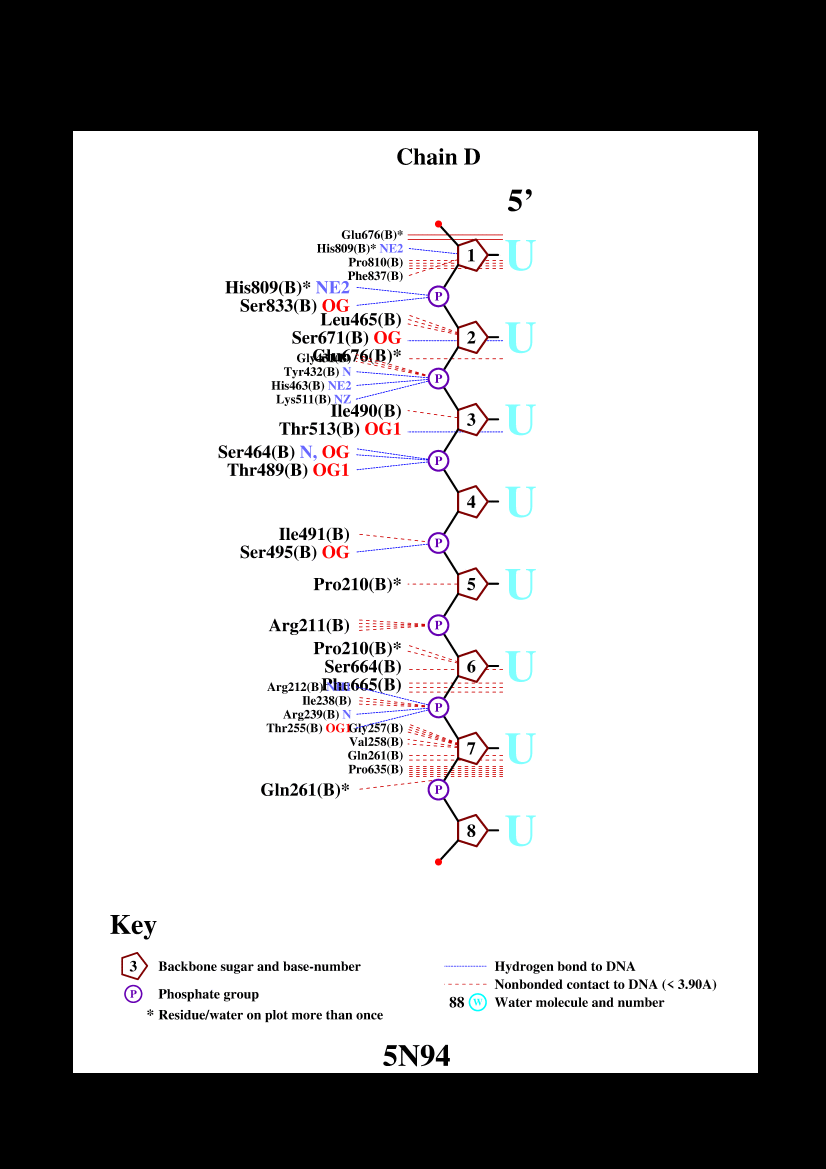 Chain D
5’
Glu676(B)*
His809(B)* NE2
1 U
Pro810(B)
Phe837(B)
His809(B)* NE2
P
Ser833(B) OG
Leu465(B)
Ser671(B) OG
2 U
Glu676(B)*
Tyr432(B) N
P
His463(B) NE2
Lys511(B) NZ
Ile490(B)
3 U
Thr513(B) OG1
Ser464(B) N, OG
P
Thr489(B) OG1
4 U
Ile491(B)
P
Ser495(B) OG
Pro210(B)*
5 U
Arg211(B)
P
Pro210(B)*
Ser664(B)
6 U
Phe665(B)
Arg212(B)
Ile238(B)
P
Arg239(B) N
Thr255(B) OG1
Gly257(B)
Val258(B)
7 U
Gln261(B)
Pro635(B)
Gln261(B)*
P
8 U
Key
3 Backbone sugar and base-number
P Phosphate group
* Residue/water on plot more than once
Hydrogen bond to DNA
Nonbonded contact to DNA (< 3.90A)
88 W Water molecule and number
5N94